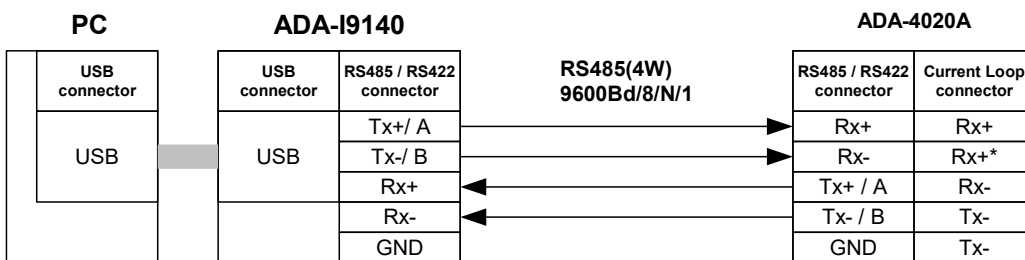 PC ADA-I9140 ADA-4020A
USB connector
USB connector
RS485 / RS422 connector
RS485(4W)
9600Bd/8/N/1
RS485 / RS422 connector
Current Loop connector
USB
USB
Tx+/ A
Tx-/ B
Rx+
Rx-
GND
Rx+
Rx-
Tx+ / A
Tx- / B
GND
Rx+
Rx+*
Rx-
Tx-
Tx-